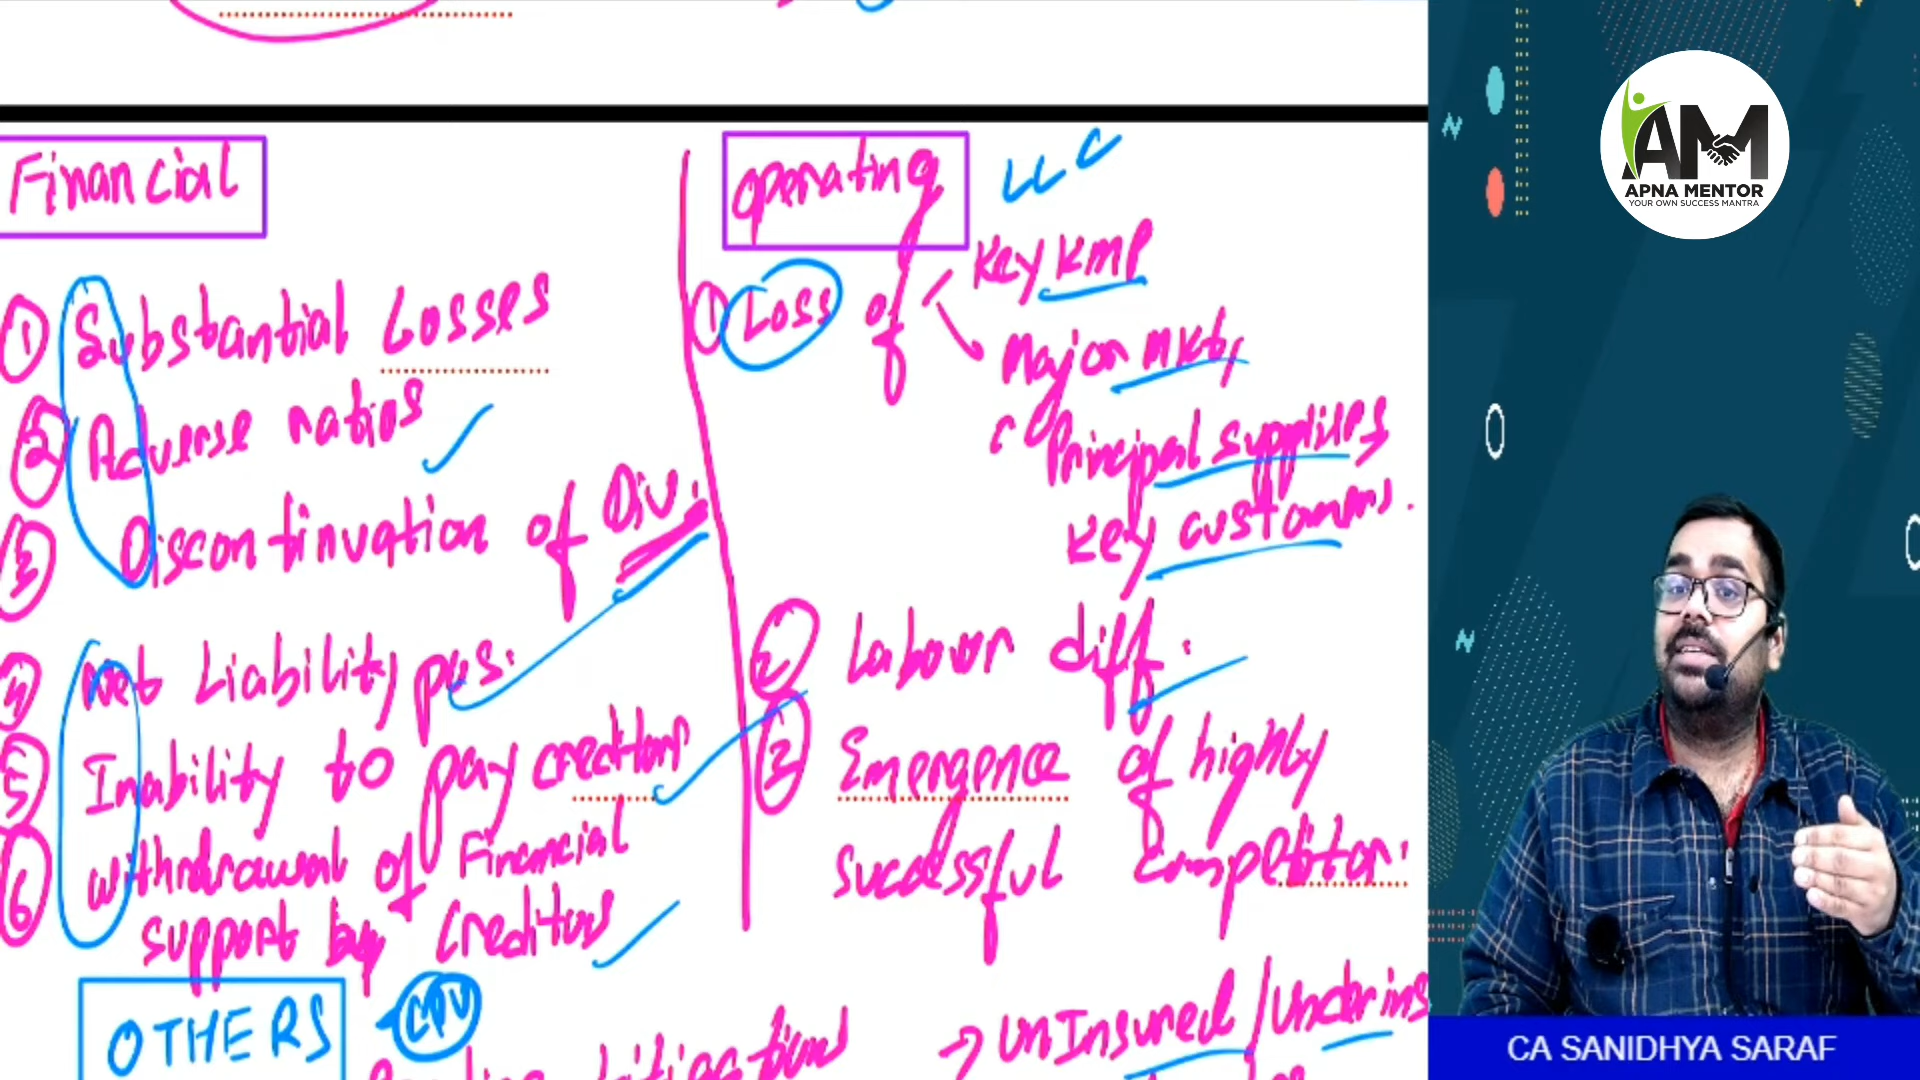 Financial
① Substantial Losses
② Adverse ratios
③ Discontinuation of Div.
④ Net Liability pos.
⑤ Inability to pay creditors
⑥ withdrawal of Financial
support by Creditors
OTHERS
operating LLC
① Loss of Key KMP
Major Mkt,
Principal suppliers
Key customers.
② Labour diff.
③ Emergence of highly
Successful competitor.
→ UnInsured / Underins
AM
APNA MENTOR
YOUR OWN SUCCESS MANTRA
CA SANIDHYA SARAF